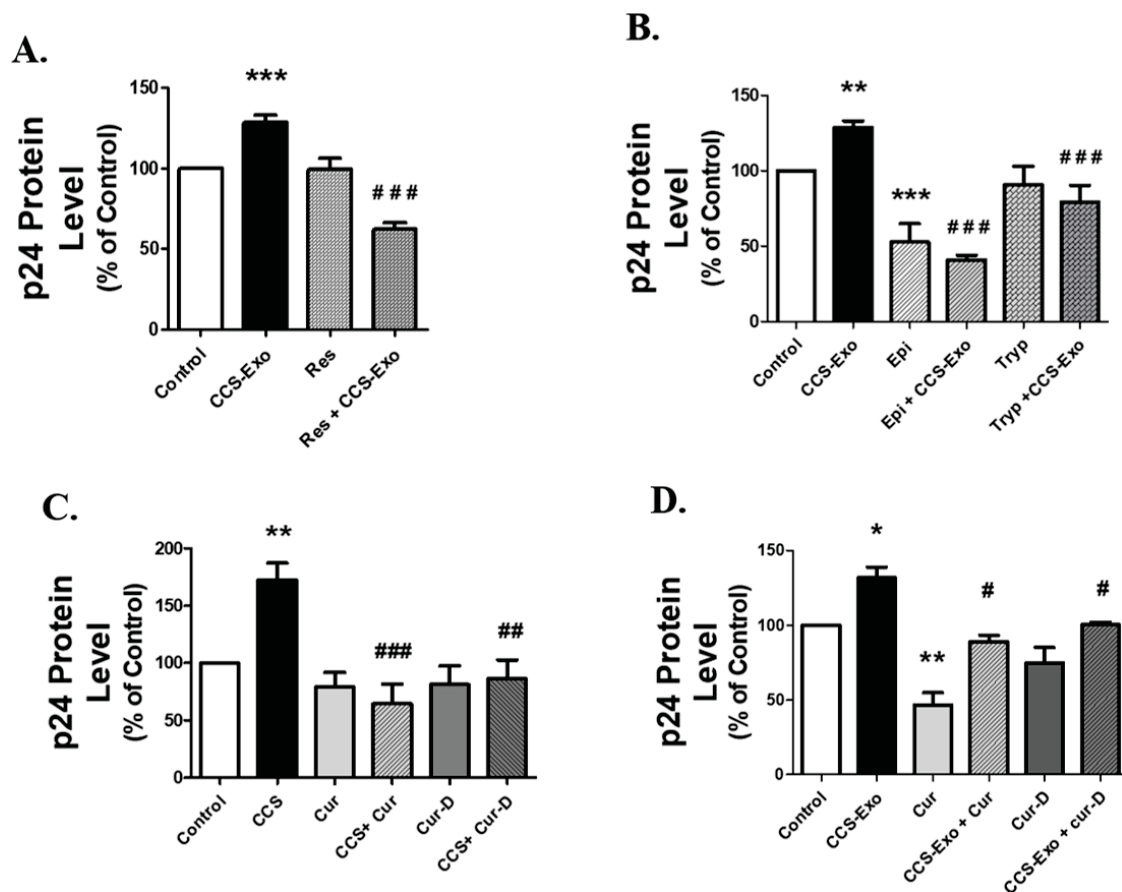 A.
p24 Protein
Level
(% of Control)
150
100
50
0
***
# # #
Control
CCS-Exo
Res
Res + CCS-Exo
B.
p24 Protein
Level
(% of Control)
150
100
50
0
**
***
# # #
# # #
Control
CCS-Exo
Epi
Epi + CCS-Exo
Tryp
Tryp +CCS-Exo
C.
p24 Protein
Level
(% of Control)
200
150
100
50
0
**
###
##
Control
CCS
Cur
CCS+ Cur
Cur-D
CCS+ Cur-D
D.
p24 Protein
Level
(% of Control)
150
100
50
0
*
**
#
#
Control
CCS-Exo
Cur
CCS-Exo + Cur
Cur-D
CCS-Exo + cur-D